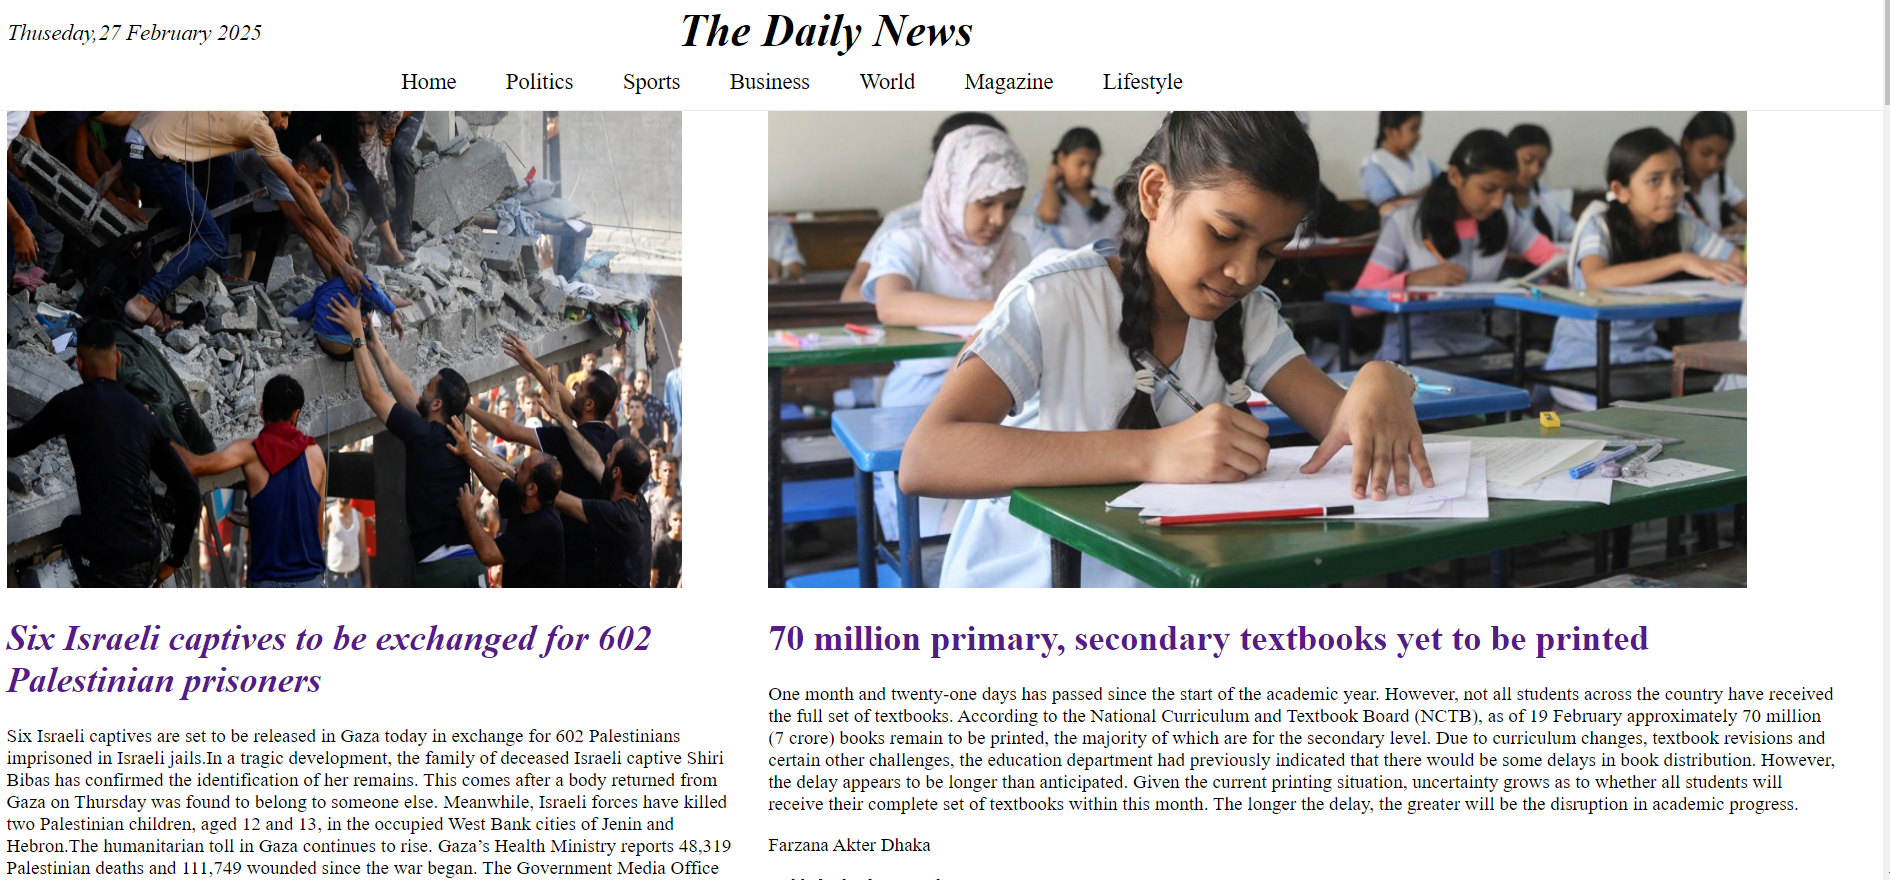 Thuseday,27 February 2025
The Daily News
Home Politics Sports Business World Magazine Lifestyle
Six Israeli captives to be exchanged for 602
Palestinian prisoners
Six Israeli captives are set to be released in Gaza today in exchange for 602 Palestinians
imprisoned in Israeli jails.In a tragic development, the family of deceased Israeli captive Shiri
Bibas has confirmed the identification of her remains. This comes after a body returned from
Gaza on Thursday was found to belong to someone else. Meanwhile, Israeli forces have killed
two Palestinian children, aged 12 and 13, in the occupied West Bank cities of Jenin and
Hebron.The humanitarian toll in Gaza continues to rise. Gaza’s Health Ministry reports 48,319
Palestinian deaths and 111,749 wounded since the war began. The Government Media Office
70 million primary, secondary textbooks yet to be printed
One month and twenty-one days has passed since the start of the academic year. However, not all students across the country have received
the full set of textbooks. According to the National Curriculum and Textbook Board (NCTB), as of 19 February approximately 70 million
(7 crore) books remain to be printed, the majority of which are for the secondary level. Due to curriculum changes, textbook revisions and
certain other challenges, the education department had previously indicated that there would be some delays in book distribution. However,
the delay appears to be longer than anticipated. Given the current printing situation, uncertainty grows as to whether all students will
receive their complete set of textbooks within this month. The longer the delay, the greater will be the disruption in academic progress.
Farzana Akter Dhaka